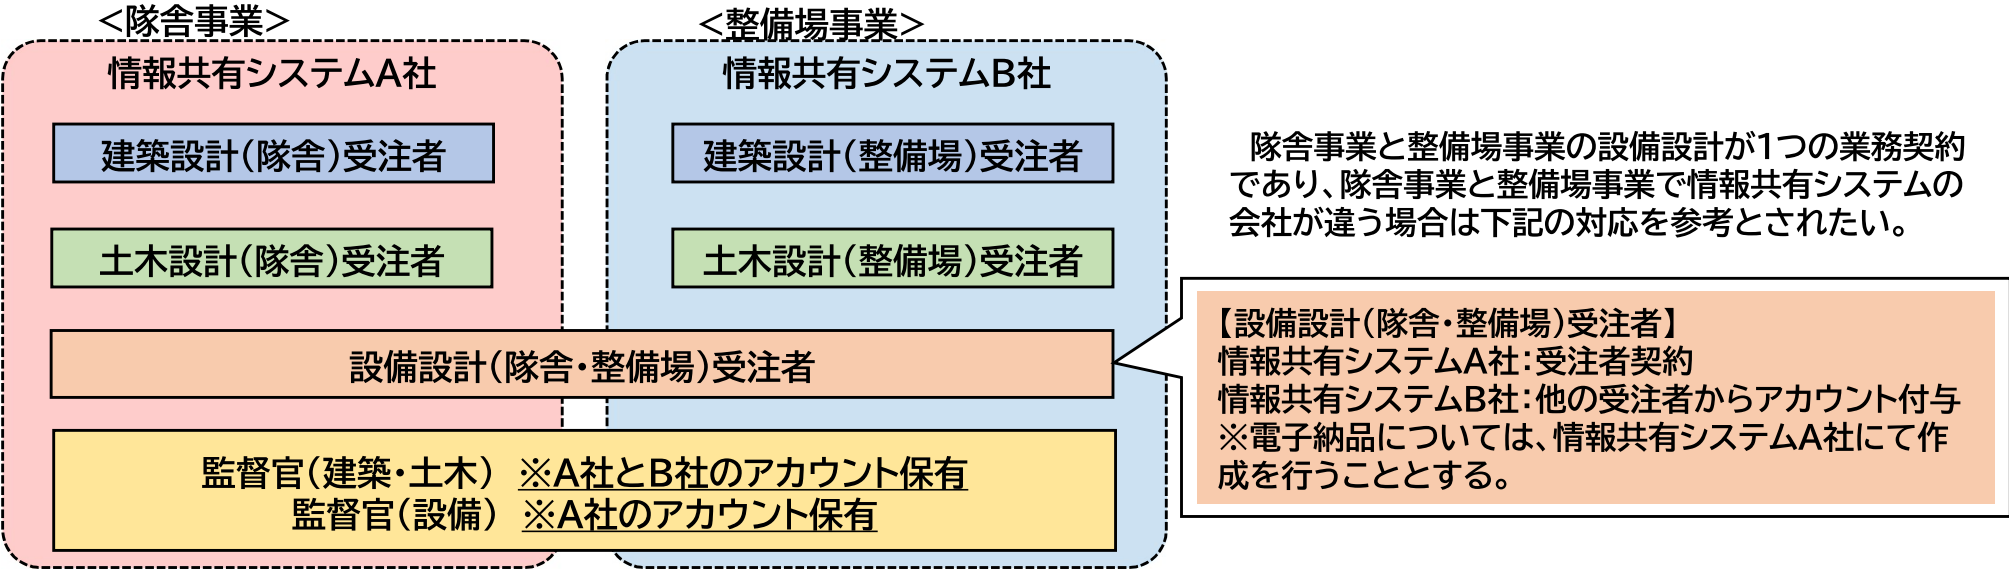 ＜隊舎事業＞
情報共有システムA社
建築設計（隊舎）受注者
土木設計（隊舎）受注者
＜整備場事業＞
情報共有システムB社
建築設計（整備場）受注者
土木設計（整備場）受注者
設備設計（隊舎・整備場）受注者
監督官（建築・土木） ※A社とB社のアカウント保有
監督官（設備） ※A社のアカウント保有
隊舎事業と整備場事業の設備設計が1つの業務契約
であり、隊舎事業と整備場事業で情報共有システムの
会社が違う場合は下記の対応を参考とされたい。
【設備設計（隊舎・整備場）受注者】
情報共有システムA社：受注者契約
情報共有システムB社：他の受注者からアカウント付与
※電子納品については、情報共有システムA社にて作
成を行うこととする。